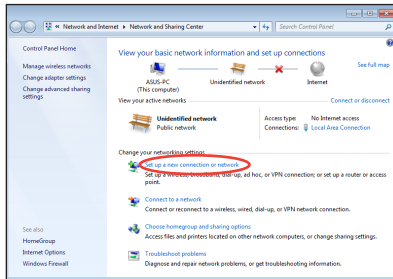 « Network and Internet ▸ Network and Sharing Center
Search Control Panel
Control Panel Home
Manage wireless networks
Change adapter settings
Change advanced sharing
settings
See also
HomeGroup
Internet Options
Windows Firewall
View your basic network information and set up connections
See full map
ASUS-PC
(This computer)
Unidentified network
Internet
View your active networks
Connect or disconnect
Unidentified network
Public network
Access type: No Internet access
Connections: Local Area Connection
Change your networking settings
Set up a new connection or network
Set up a wireless, broadband, dial-up, ad hoc, or VPN connection; or set up a router or access
point.
Connect to a network
Connect or reconnect to a wireless, wired, dial-up, or VPN network connection.
Choose homegroup and sharing options
Access files and printers located on other network computers, or change sharing settings.
Troubleshoot problems
Diagnose and repair network problems, or get troubleshooting information.